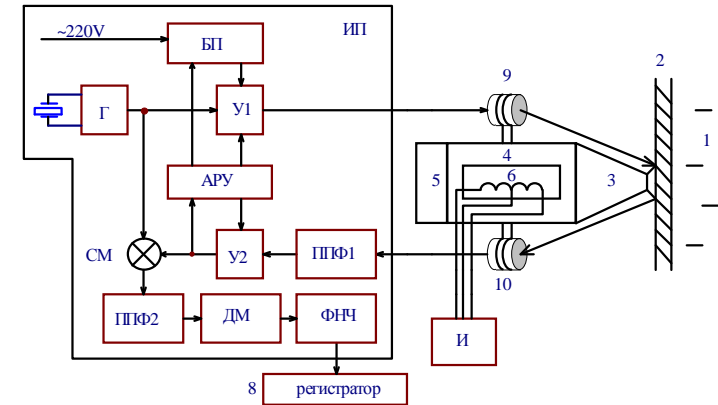 ~220V
БП
ИП
Г
У1
АРУ
СМ
У2
ППФ1
ППФ2
ДМ
ФНЧ
8
регистратор
9
2
1
4
5
6
3
10
И